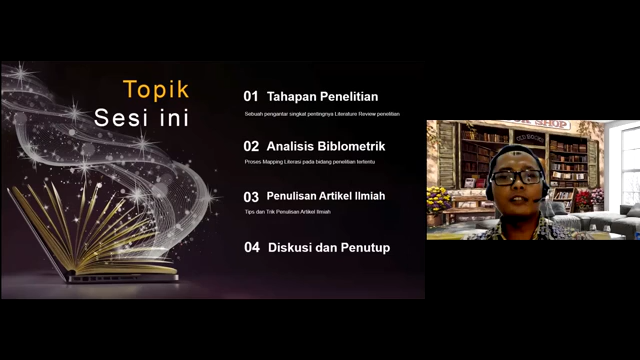 Topik
Sesi ini
01 Tahapan Penelitian
Sebuah pengantar singkat pentingnya Literature Review penelitian
02 Analisis Biblometrik
Proses Mapping Literasi pada bidang penelitian tertentu
03 Penulisan Artikel Ilmiah
Tips dan Trik Penulisan Artikel Ilmiah
04 Diskusi dan Penutup
SHOP